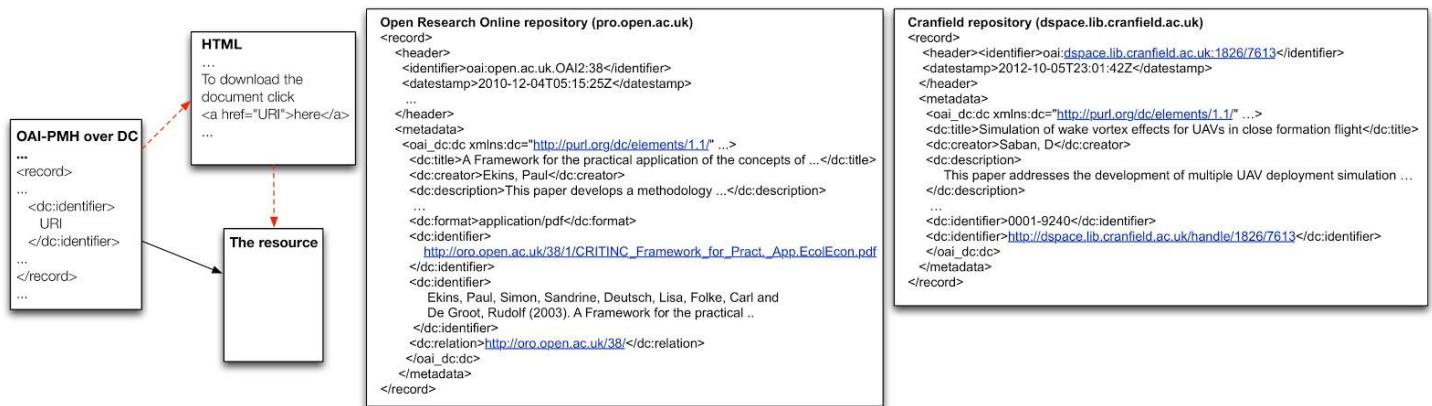 OAI-PMH over DC
...
<record>
...
<dc:identifier>
URI
</dc:identifier>
...
</record>
...
HTML
...
To download the
document click
<a href="URI">here</a>
...
The resource
Open Research Online repository (pro.open.ac.uk)
<record>
<header>
<identifier>oai:open.ac.uk.OAI2:38</identifier>
<datestamp>2010-12-04T05:15:25Z</datestamp>
...
</header>
<metadata>
<oai_dc:dc xmlns:dc="http://purl.org/dc/elements/1.1/" ...>
<dc:title>A Framework for the practical application of the concepts of ...</dc:title>
<dc:creator>Ekins, Paul</dc:creator>
<dc:description>This paper develops a methodology ...</dc:description>
...
<dc:format>application/pdf</dc:format>
<dc:identifier>
http://oro.open.ac.uk/38/1/CRITINC_Framework_for_Pract._App.EcolEcon.pdf
</dc:identifier>
<dc:identifier>
Ekins, Paul, Simon, Sandrine, Deutsch, Lisa, Folke, Carl and
De Groot, Rudolf (2003). A Framework for the practical ..
</dc:identifier>
<dc:relation>http://oro.open.ac.uk/38/</dc:relation>
</oai_dc:dc>
</metadata>
</record>
Cranfield repository (dspace.lib.cranfield.ac.uk)
<record>
<header><identifier>oai:dspace.lib.cranfield.ac.uk:1826/7613</identifier>
<datestamp>2012-10-05T23:01:42Z</datestamp>
</header>
<metadata>
<oai_dc:dc xmlns:dc="http://purl.org/dc/elements/1.1/" ...>
<dc:title>Simulation of wake vortex effects for UAVs in close formation flight</dc:title>
<dc:creator>Saban, D</dc:creator>
<dc:description>
This paper addresses the development of multiple UAV deployment simulation ...
</dc:description>
...
<dc:identifier>0001-9240</dc:identifier>
<dc:identifier>http://dspace.lib.cranfield.ac.uk/handle/1826/7613</dc:identifier>
</oai_dc:dc>
</metadata>
</record>